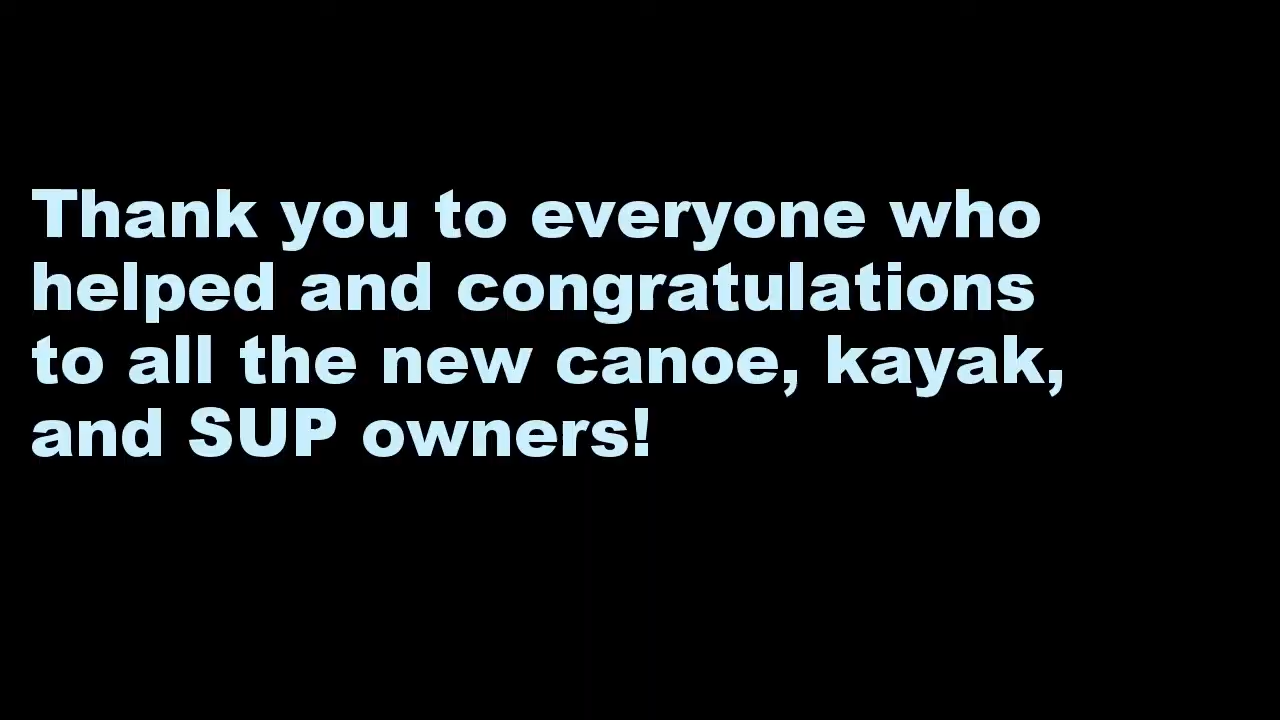 Thank you to everyone who
helped and congratulations
to all the new canoe, kayak,
and SUP owners!